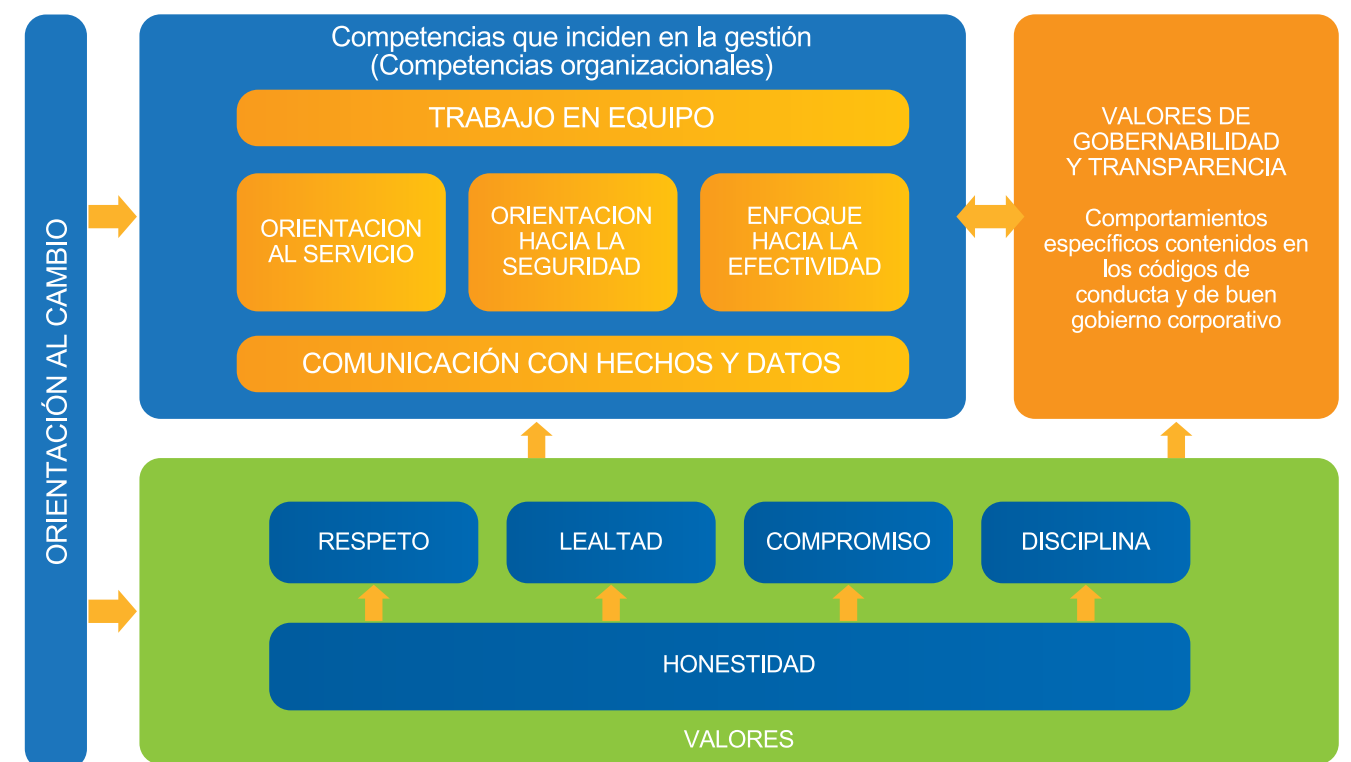 ORIENTACIÓN AL CAMBIO
Competencias que inciden en la gestión
(Competencias organizacionales)
TRABAJO EN EQUIPO
ORIENTACION
AL SERVICIO
ORIENTACION
HACIA LA
SEGURIDAD
ENFOQUE
HACIA LA
EFECTIVIDAD
COMUNICACIÓN CON HECHOS Y DATOS
VALORES DE
GOBERNABILIDAD
Y TRANSPARENCIA
Comportamientos
específicos contenidos en
los códigos de
conducta y de buen
gobierno corporativo
RESPETO
LEALTAD
COMPROMISO
DISCIPLINA
HONESTIDAD
VALORES